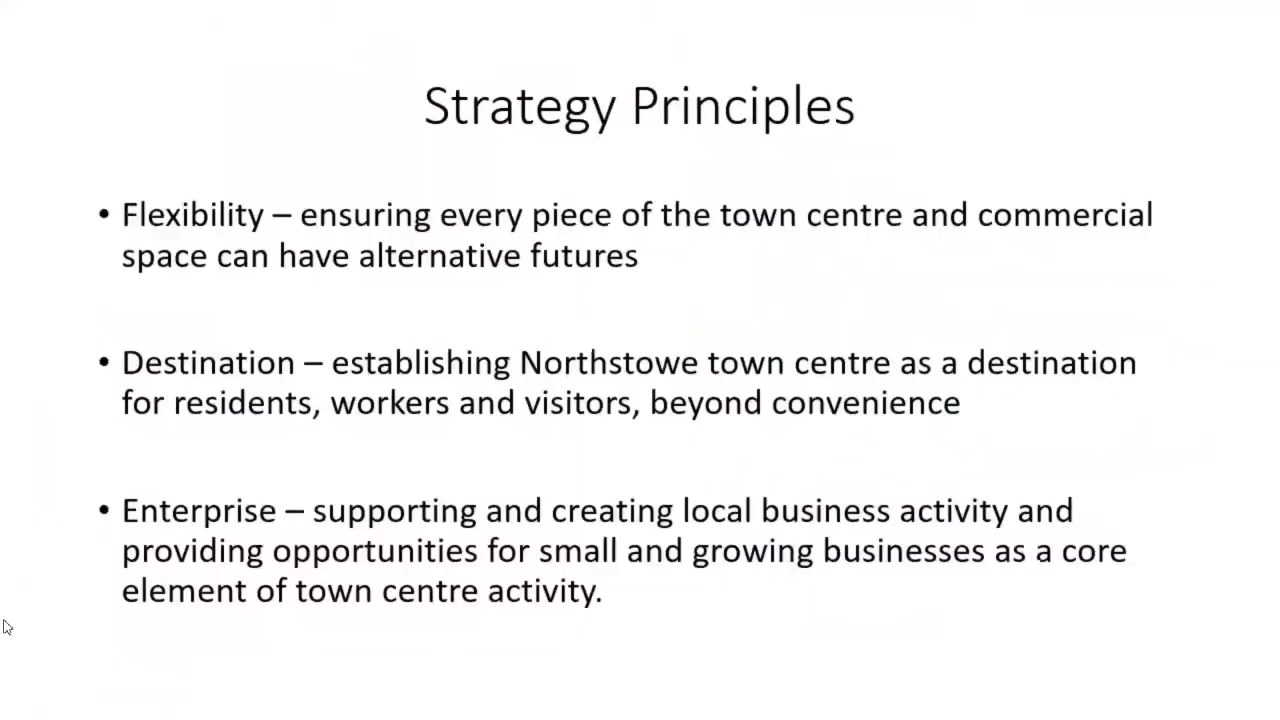 Strategy Principles
• Flexibility – ensuring every piece of the town centre and commercial
space can have alternative futures
• Destination – establishing Northstowe town centre as a destination
for residents, workers and visitors, beyond convenience
• Enterprise – supporting and creating local business activity and
providing opportunities for small and growing businesses as a core
element of town centre activity.